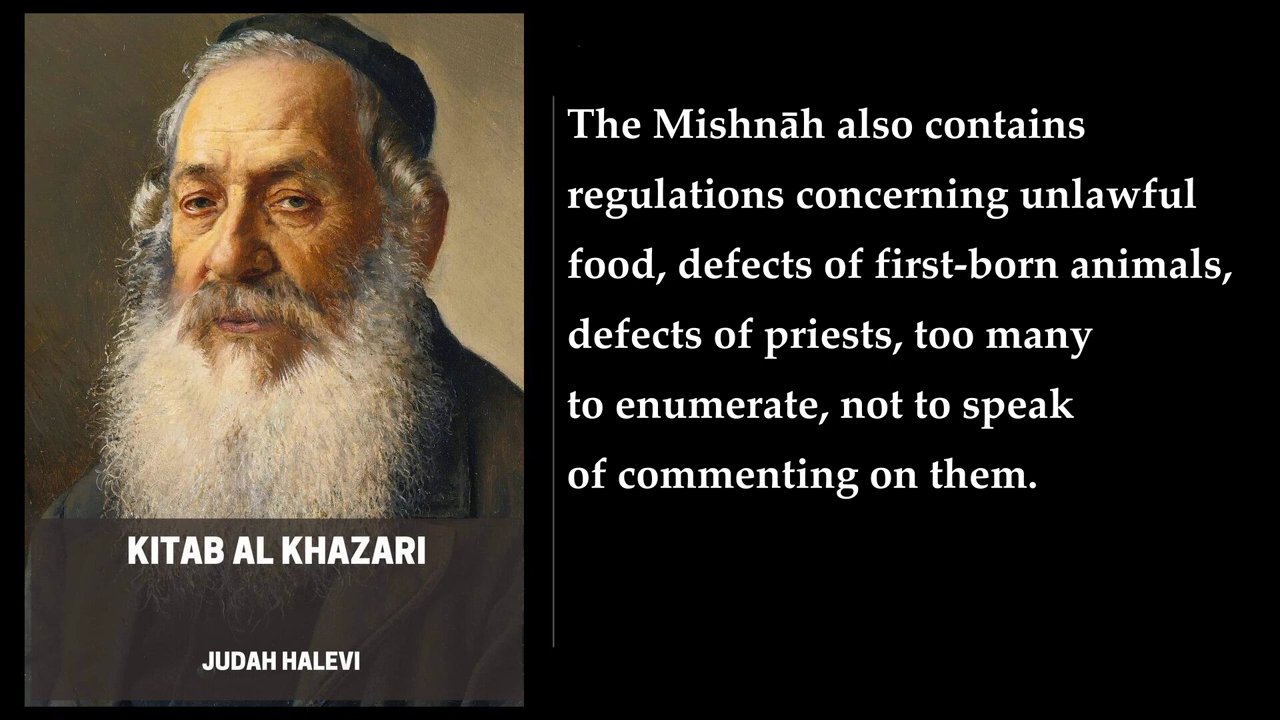 KITAB AL KHAZARI
JUDAH HALEVI
The Mishnāh also contains
regulations concerning unlawful
food, defects of first-born animals,
defects of priests, too many
to enumerate, not to speak
of commenting on them.